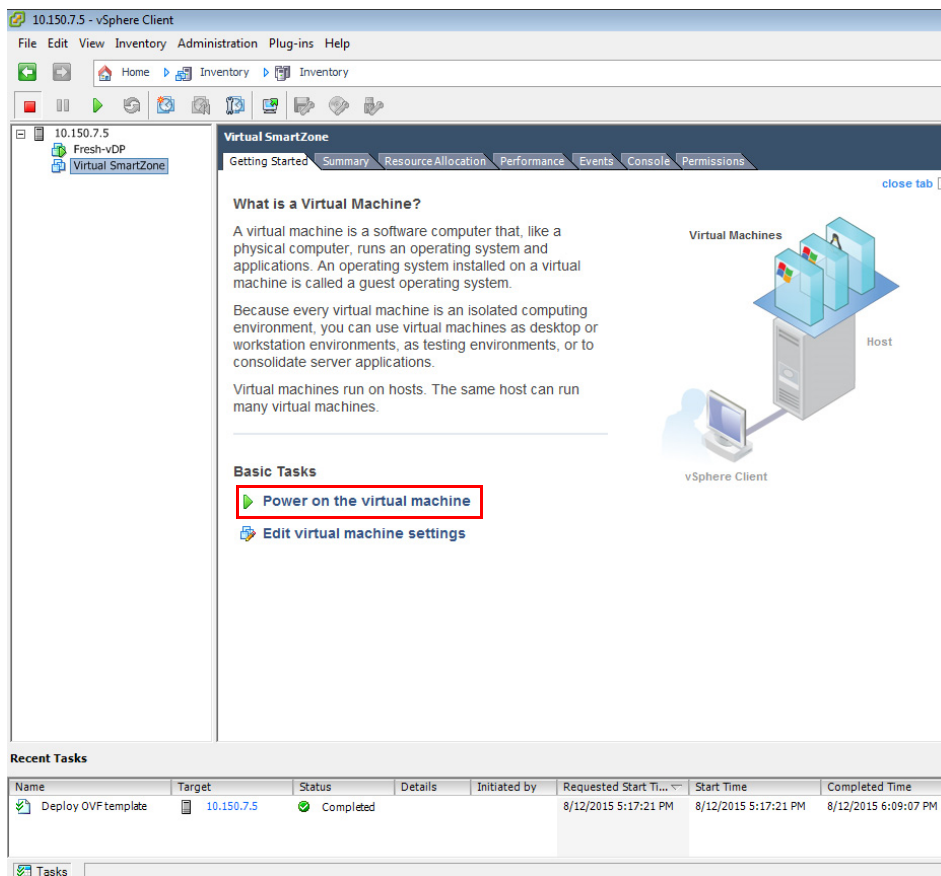 10.150.7.5 - vSphere Client
File Edit View Inventory Administration Plug-ins Help
Home Inventory Inventory
10.150.7.5
Fresh-vDP
Virtual SmartZone
Virtual SmartZone
Getting Started Summary Resource Allocation Performance Events Console Permissions
close tab
What is a Virtual Machine?
A virtual machine is a software computer that, like a
physical computer, runs an operating system and
applications. An operating system installed on a virtual
machine is called a guest operating system.
Because every virtual machine is an isolated computing
environment, you can use virtual machines as desktop or
workstation environments, as testing environments, or to
consolidate server applications.
Virtual machines run on hosts. The same host can run
many virtual machines.
Virtual Machines
Host
vSphere Client
Basic Tasks
Power on the virtual machine
Edit virtual machine settings
Recent Tasks
Name Target Status Details Initiated by Requested Start Ti... Start Time Completed Time
Deploy OVF template 10.150.7.5 Completed 8/12/2015 5:17:21 PM 8/12/2015 5:17:21 PM 8/12/2015 6:09:07 PM
Tasks